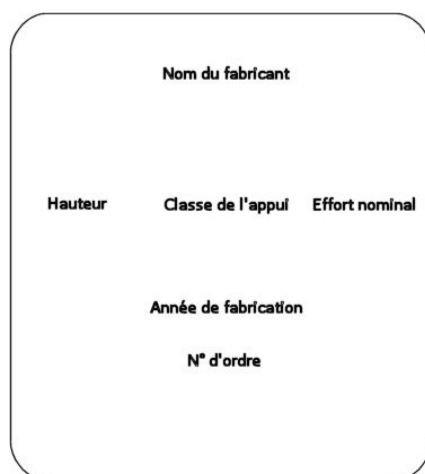 Nom du fabricant
Hauteur Classe de l'appui Effort nominal
Année de fabrication
N° d'ordre